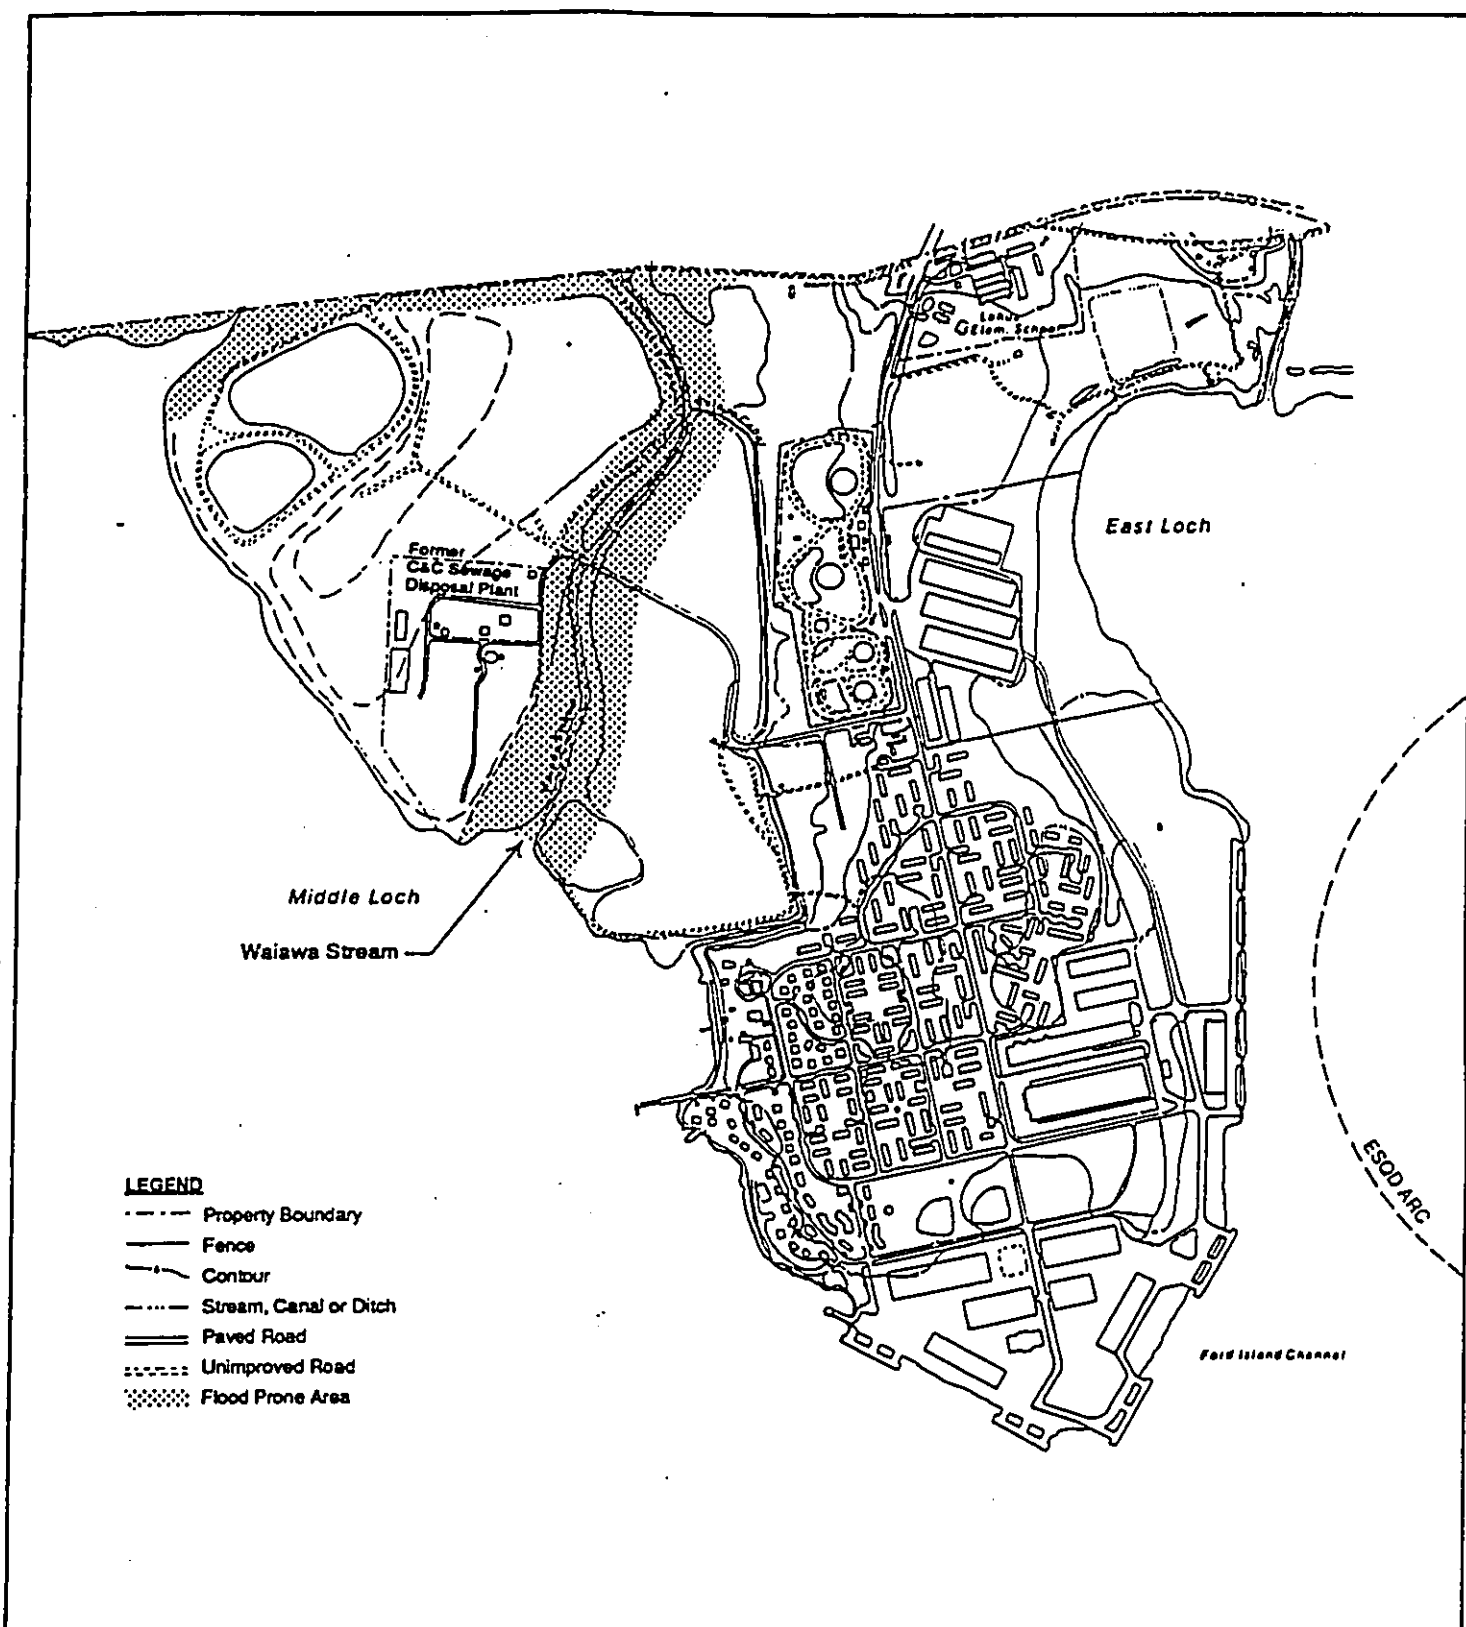 Elem. School
East Loch
Former
C&C Sewage
Disposal Plant
Middle Loch
Waiawa Stream
ESQD ARC
LEGEND
Property Boundary
Fence
Contour
Stream, Canal or Ditch
Paved Road
Unimproved Road
Flood Prone Area
Ford Island Channel